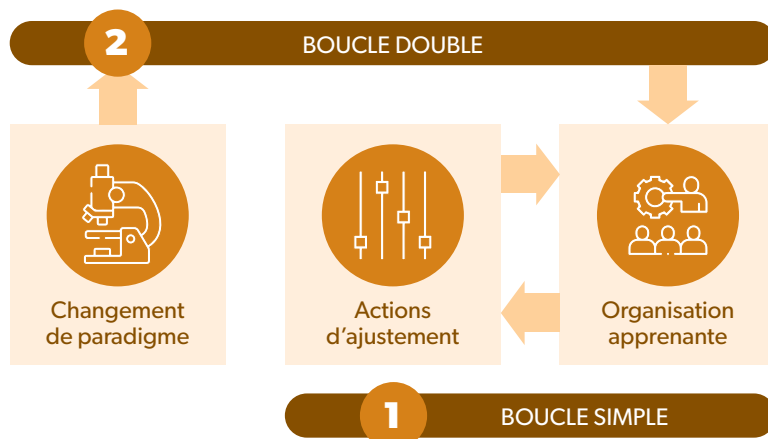 2
BOUCLE DOUBLE
Changement
de paradigme
Actions
d’ajustement
Organisation
apprenante
1
BOUCLE SIMPLE